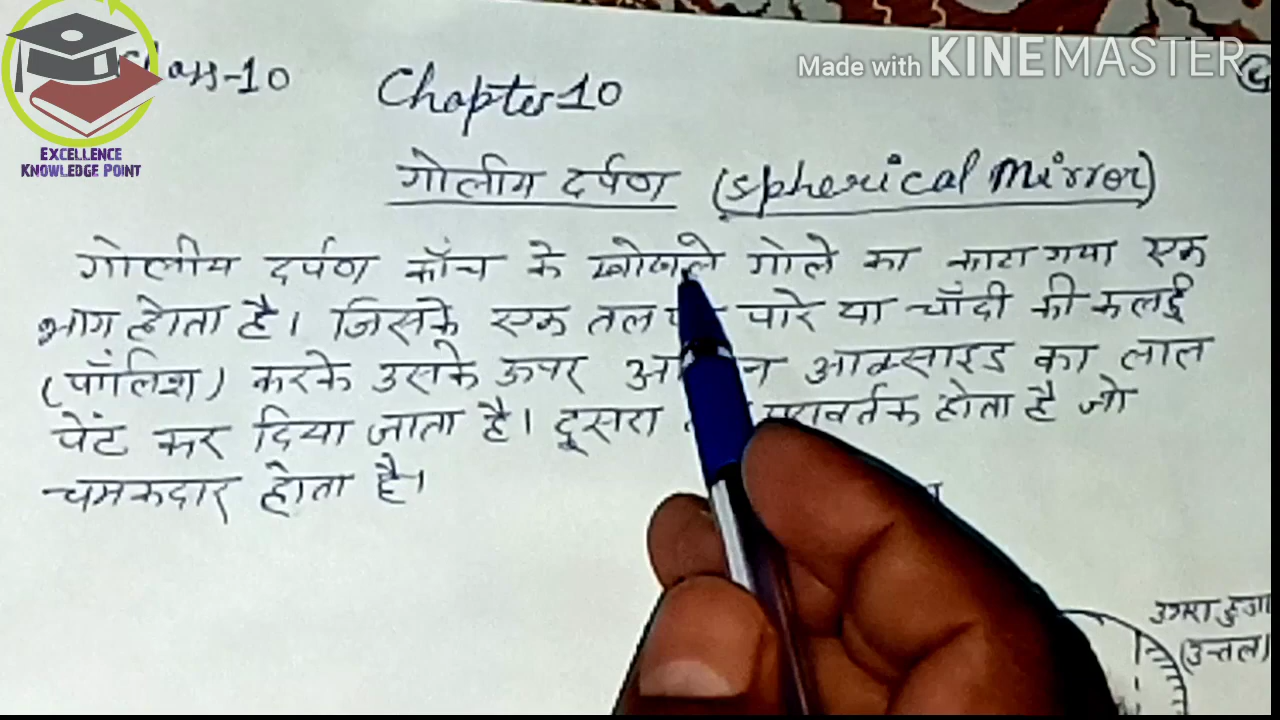 Class-10
Chapter 10
Made with KINEMASTER
EXCELLENCE
KNOWLEDGE POINT
गोलीय दर्पण (Spherical Mirror)
गोलीय दर्पण काँच के खोखले गोले का काटा गया एक
भाग होता है। जिसके एक तल पारे या चाँदी की कलई
(पॉलिश) करके उसके ऊपर आक्साइड का लाल
पेंट कर दिया जाता है। दूसरा परावर्तक होता है जो
चमकदार होता है।
उभरा हुआ
(उत्तल)